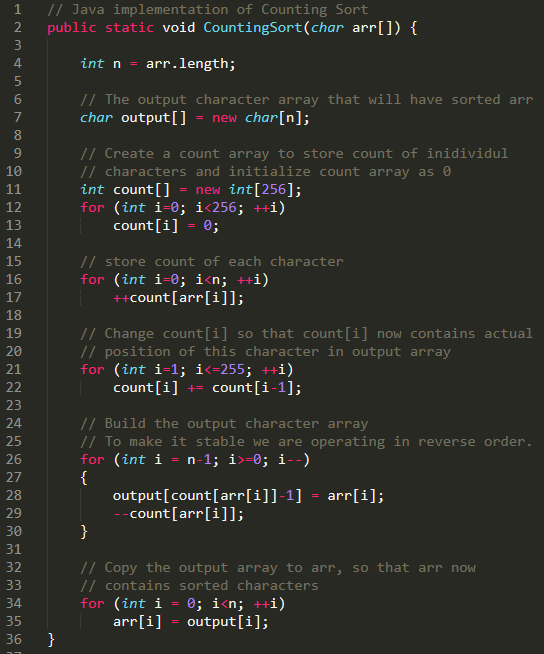 1 // Java implementation of Counting Sort
2 public static void CountingSort(char arr[]) {
3
4 int n = arr.length;
5
6 // The output character array that will have sorted arr
7 char output[] = new char[n];
8
9 // Create a count array to store count of inidividul
10 // characters and initialize count array as 0
11 int count[] = new int[256];
12 for (int i=0; i<256; ++i)
13 count[i] = 0;
14
15 // store count of each character
16 for (int i=0; i<n; ++i)
17 ++count[arr[i]];
18
19 // Change count[i] so that count[i] now contains actual
20 // position of this character in output array
21 for (int i=1; i<=255; ++i)
22 count[i] += count[i-1];
23
24 // Build the output character array
25 // To make it stable we are operating in reverse order.
26 for (int i = n-1; i>=0; i--)
27 {
28 output[count[arr[i]]-1] = arr[i];
29 --count[arr[i]];
30 }
31
32 // Copy the output array to arr, so that arr now
33 // contains sorted characters
34 for (int i = 0; i<n; ++i)
35 arr[i] = output[i];
36 }
37